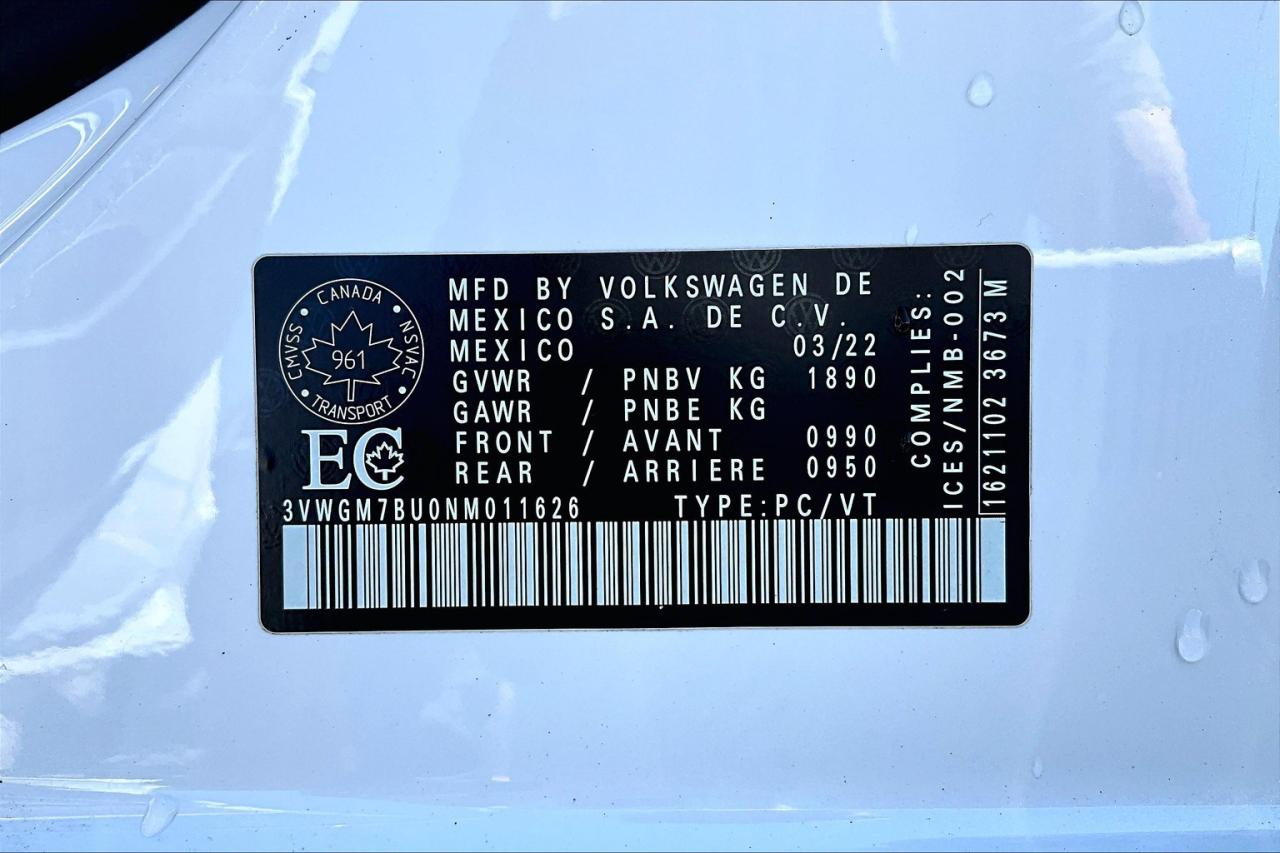 CANADA
CMVSS
NSVAC
961
TRANSPORT
EC
MFD BY VOLKSWAGEN DE
MEXICO S.A. DE C.V.
MEXICO 03/22
GVWR / PNBV KG 1890
GAWR / PNBE KG
FRONT / AVANT 0990
REAR / ARRIERE 0950
3VWGM7BU0NM011626 TYPE:PC/VT
COMPLIES:
ICES/NMB-002
1621102 3673 M